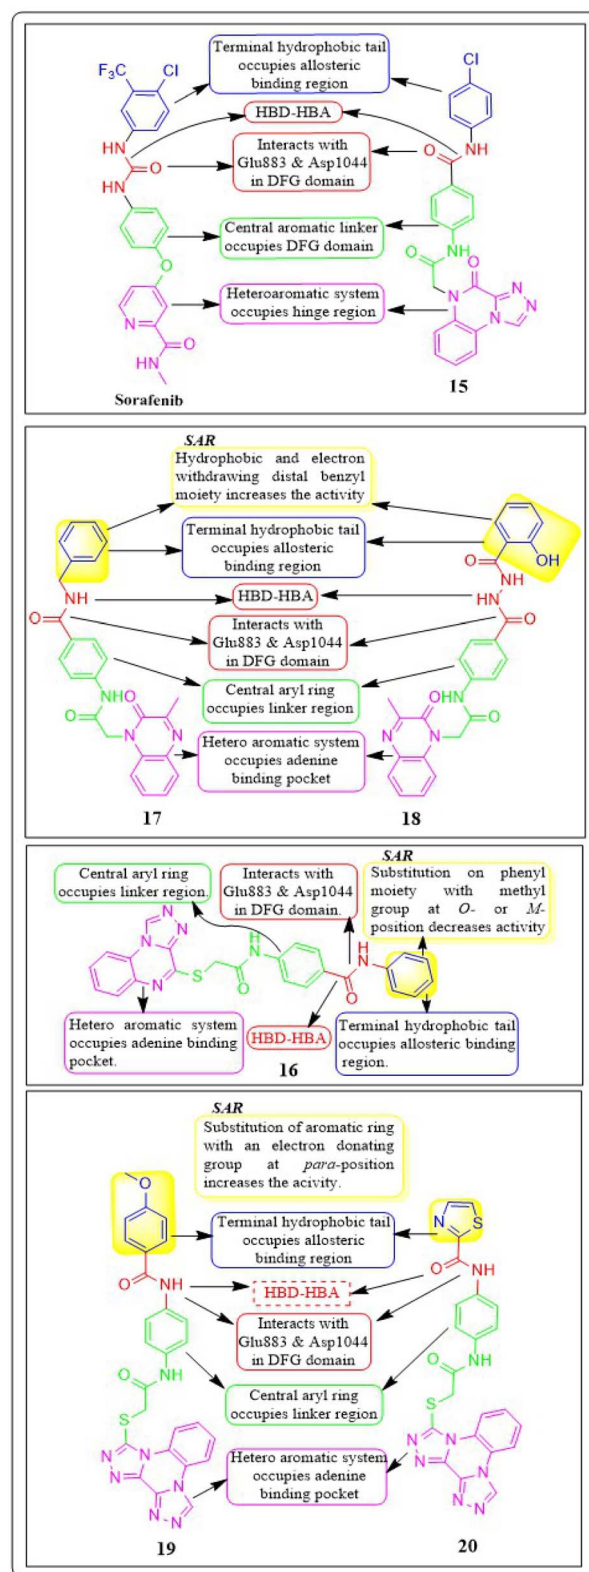 Terminal hydrophobic tail
occupies allosteric
binding region
F3C
Cl
Cl
HBD-HBA
HN
O
HN
Interacts with
Glu883 & Asp1044
in DFG domain
O
NH
Central aromatic linker
occupies DFG domain
O
NH
O
O
Heteroaromatic system
occupies hinge region
N
N
N
N
N
O
HN
Sorafenib
15
SAR
Hydrophobic and electron
withdrawing distal benzyl
moiety increases the activity
Terminal hydrophobic tail
occupies allosteric
binding region
OH
O
NH
NH
HBD-HBA
HN
O
O
Interacts with
Glu883 & Asp1044
in DFG domain
Central aryl ring
occupies linker region
NH
O
O
N
N
NH
O
O
N
N
Hetero aromatic system
occupies adenine
binding pocket
17
18
Central aryl ring
occupies linker region.
Interacts with
Glu883 & Asp1044
in DFG domain.
SAR
Substitution on phenyl
moiety with methyl
group at O- or M-
position decreases activity
N
N
N
N
S
H
N
O
H
N
O
Hetero aromatic system
occupies adenine binding
pocket.
HBD-HBA
16
Terminal hydrophobic tail
occupies allosteric binding
region.
SAR
Substitution of aromatic ring
with an electron donating
group at para-position
increases the acivity.
O
Terminal hydrophobic tail
occupies allosteric
binding region
N
S
O
NH
HBD-HBA
O
NH
Interacts with
Glu883 & Asp1044
in DFG domain
NH
O
S
Central aryl ring
occupies linker region
NH
O
S
N
N
N
N
N
N
Hetero aromatic system
occupies adenine
binding pocket
N
N
N
N
N
N
19
20